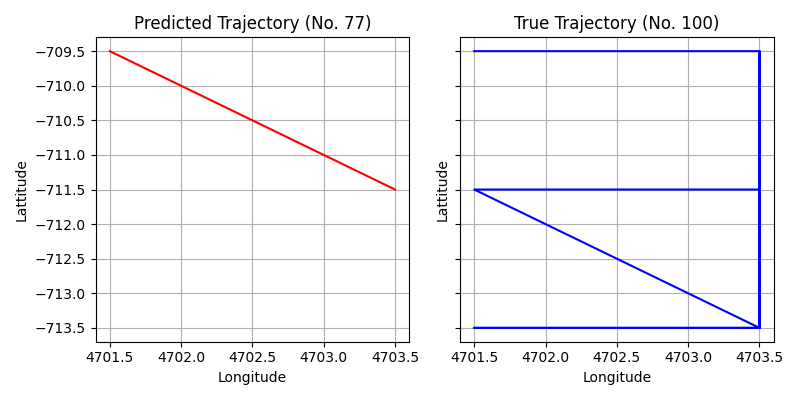 Predicted Trajectory (No. 77)
True Trajectory (No. 100)
−709.5
−710.0
−710.5
−711.0
−711.5
−712.0
−712.5
−713.0
−713.5
Lattitude
Lattitude
4701.5 4702.0 4702.5 4703.0 4703.5
4701.5 4702.0 4702.5 4703.0 4703.5
Longitude
Longitude